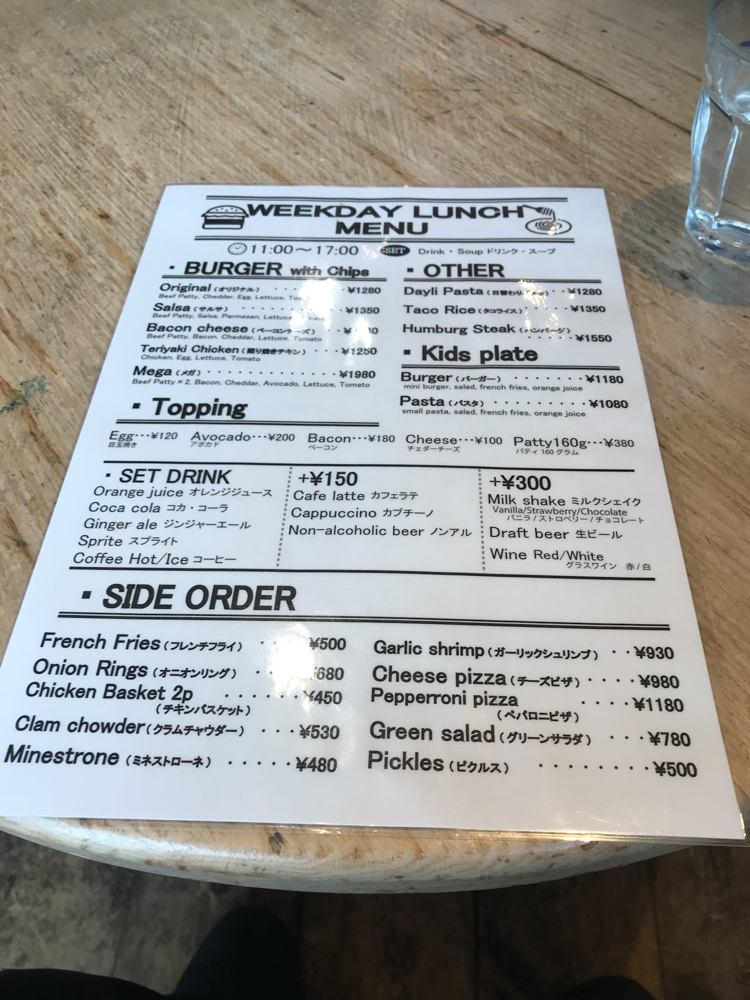 WEEKDAY LUNCH
MENU
11:00～17:00 SET Drink・Soup ドリンク・スープ
・BURGER with Chips
Original (オリジナル) ・・・・・・・ ¥1280
Beef Patty, Cheddar, Egg, Lettuce,
Salsa (サルサ) ¥1350
Beef Patty, Salsa, Parmesan, Lettuce,
Bacon cheese (ベーコンチーズ)
Beef Patty, Bacon, Cheddar, Lettuce, Tomato
Teriyaki Chicken (照り焼きチキン) ・・・¥1250
Chicken, Egg, Lettuce, Tomato
Mega (メガ) ・・・・・・・・・・・・¥1980
Beef Patty×2, Bacon, Cheddar, Avocado, Lettuce, Tomato
・OTHER
Dayli Pasta ・・¥1280
Taco Rice (タコライス) ・・・・¥1350
Humburg Steak (ハンバーグ)
・・・・・¥1550
・Kids plate
Burger (バーガー) ・・・・・・・¥1180
mini burger, salad, french fries, orange joice
Pasta (パスタ) ・・・・・・・・¥1080
small pasta, salad, french fries, orange joice
・Topping
Egg・・・¥120 Avocado・・・¥200 Bacon・・・¥180 Cheese・・・¥100 Patty160g・・・¥380
目玉焼き アボカド ベーコン チェダーチーズ パティ 160 グラム
・SET DRINK
Orange juice オレンジジュース
Coca cola コカ・コーラ
Ginger ale ジンジャーエール
Sprite スプライト
Coffee Hot/Ice コーヒー
+¥150
Cafe latte カフェラテ
Cappuccino カプチーノ
Non-alcoholic beer ノンアル
+¥300
Milk shake ミルクシェイク
Vanilla/Strawberry/Chocolate
バニラ / ストロベリー / チョコレート
Draft beer 生ビール
Wine Red/White
グラスワイン 赤 / 白
・SIDE ORDER
French Fries (フレンチフライ) ¥500
Onion Rings (オニオンリング) 680
Chicken Basket 2p ・・・・・・¥450
(チキンバスケット)
Clam chowder (クラムチャウダー) ・・・¥530
Minestrone (ミネストローネ) ・・・・・¥480
Garlic shrimp (ガーリックシュリンプ) ・・・¥930
Cheese pizza (チーズピザ) ・・・・¥980
Pepperroni pizza ・・・・¥1180
(ペパロニピザ)
Green salad (グリーンサラダ) ・・・・¥780
Pickles (ピクルス) ・・・・・・・・¥500